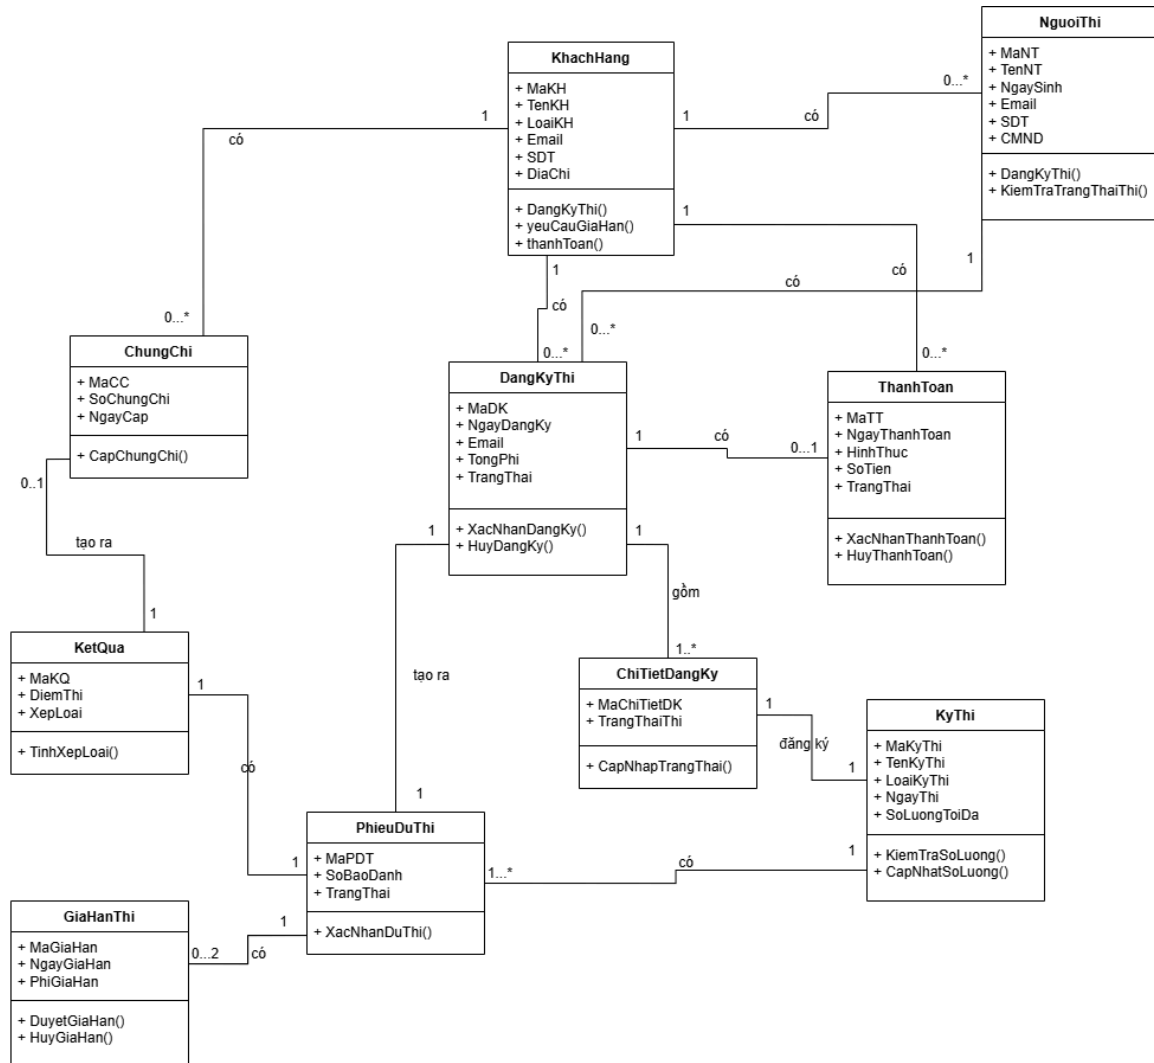 NguoiThi
+ MaNT
+ TenNT
+ NgaySinh
+ Email
+ SDT
+ CMND
+ DangKyThi()
+ KiemTraTrangThaiThi()
KhachHang
+ MaKH
+ TenKH
+ LoaiKH
+ Email
+ SDT
+ DiaChi
+ DangKyThi()
+ yeuCauGiaHan()
+ thanhToan()
1
có
0...*
1
có
0...*
1
có
0...*
1
có
0...*
1
có
0...*
ChungChi
+ MaCC
+ SoChungChi
+ NgayCap
+ CapChungChi()
DangKyThi
+ MaDK
+ NgayDangKy
+ Email
+ TongPhi
+ TrangThai
+ XacNhanDangKy()
+ HuyDangKy()
ThanhToan
+ MaTT
+ NgayThanhToan
+ HinhThuc
+ SoTien
+ TrangThai
+ XacNhanThanhToan()
+ HuyThanhToan()
1
có
0...1
0...1
tạo ra
1
1
tạo ra
1
1
gồm
1..*
KetQua
+ MaKQ
+ DiemThi
+ XepLoai
+ TinhXepLoai()
ChiTietDangKy
+ MaChiTietDK
+ TrangThaiThi
+ CapNhapTrangThai()
KyThi
+ MaKyThi
+ TenKyThi
+ LoaiKyThi
+ NgayThi
+ SoLuongToiDa
+ KiemTraSoLuong()
+ CapNhatSoLuong()
1
đăng ký
1
1
có
1
PhieuDuThi
+ MaPDT
+ SoBaoDanh
+ TrangThai
+ XacNhanDuThi()
1...*
có
1
GiaHanThi
+ MaGiaHan
+ NgayGiaHan
+ PhiGiaHan
+ DuyetGiaHan()
+ HuyGiaHan()
0...2
có
1